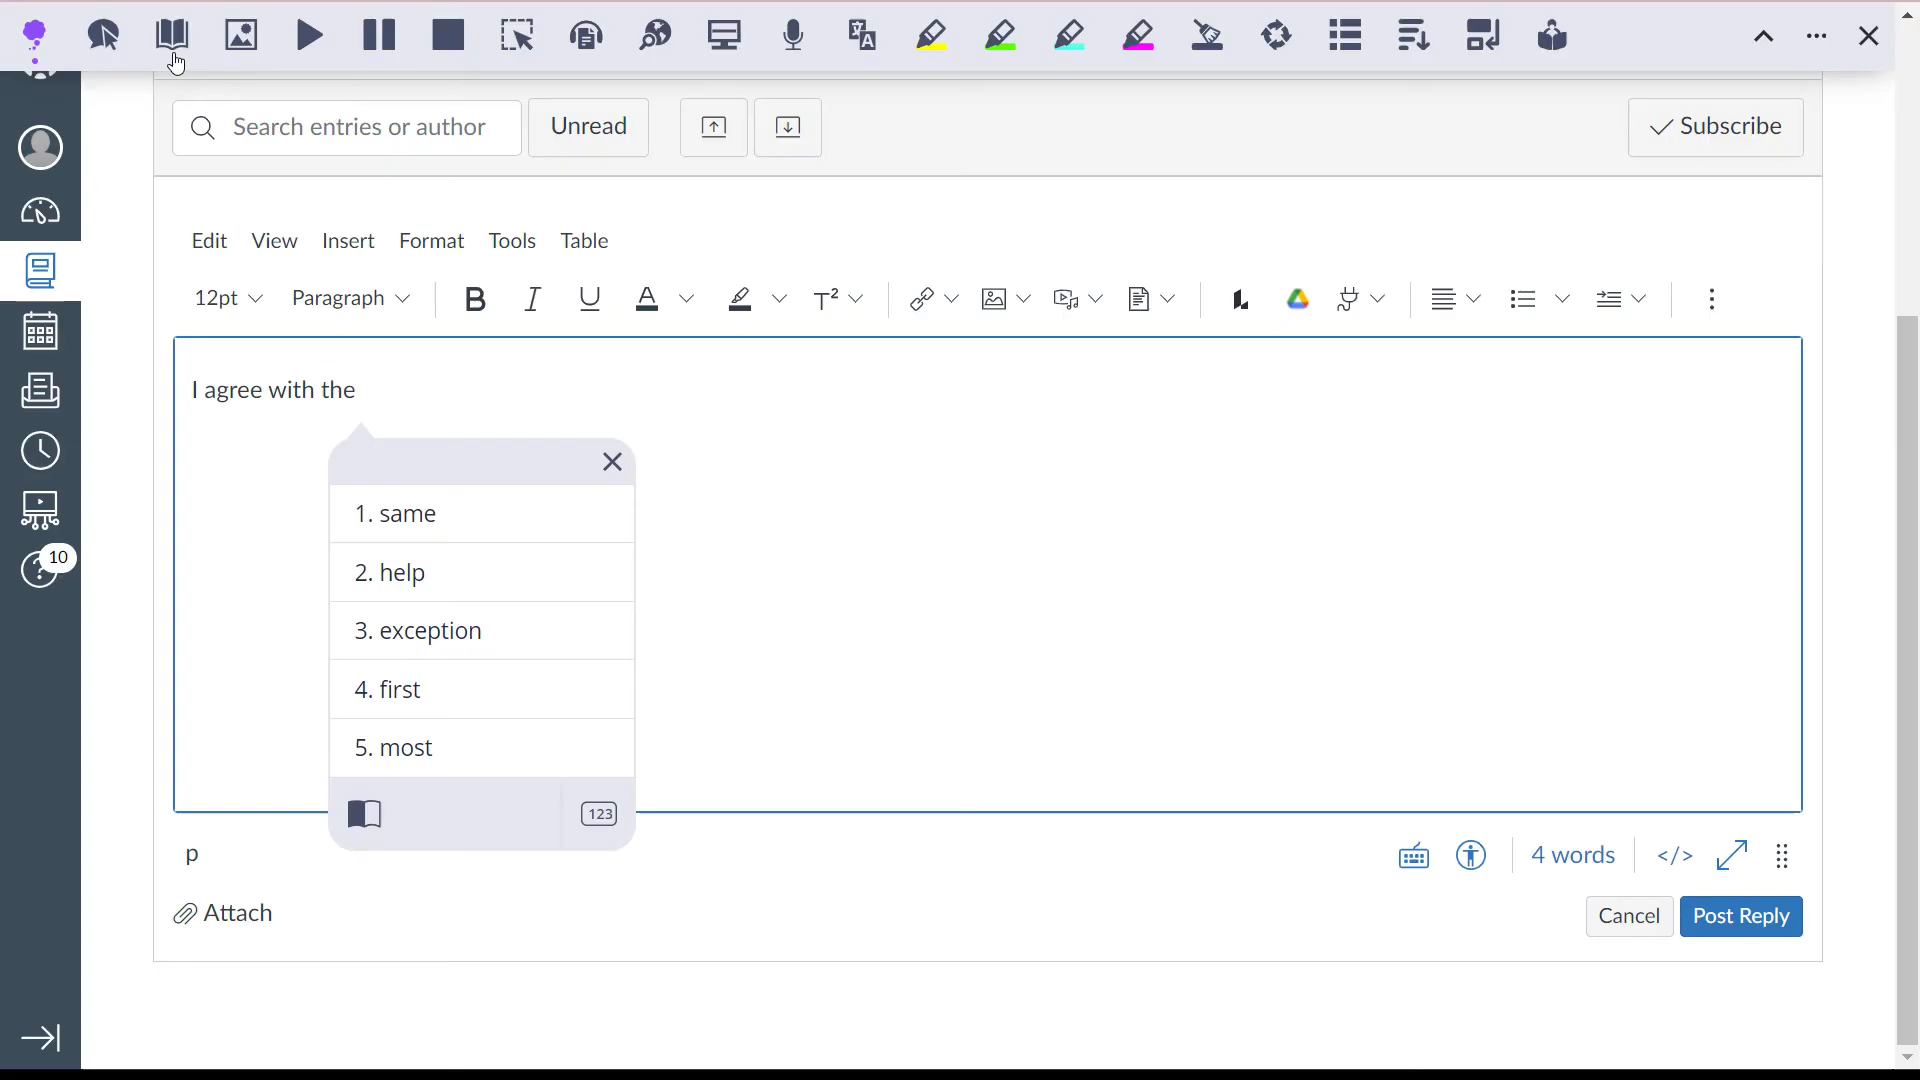 Search entries or author
Unread
Subscribe
Edit View Insert Format Tools Table
12pt Paragraph
I agree with the
1. same
2. help
3. exception
4. first
5. most
123
p
4 words
</>
10
Attach
Cancel
Post Reply